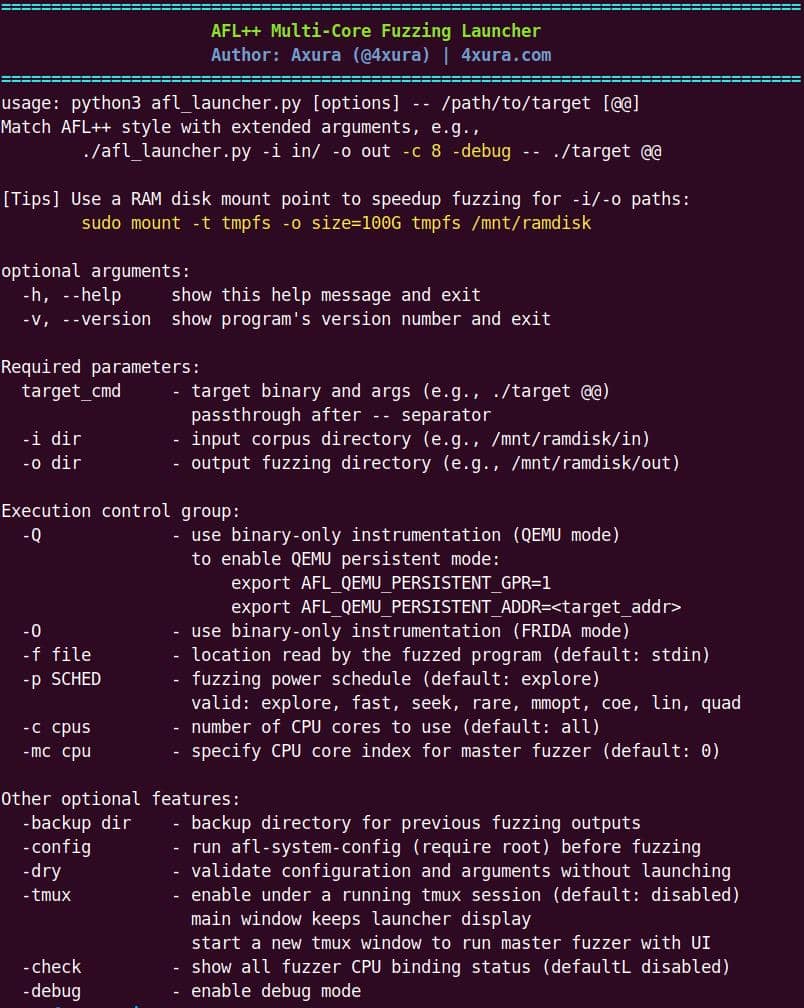 ================================================================================
AFL++ Multi-Core Fuzzing Launcher
Author: Axura (@4xura) | 4xura.com
================================================================================
usage: python3 afl_launcher.py [options] -- /path/to/target [@@]
Match AFL++ style with extended arguments, e.g.,
        ./afl_launcher.py -i in/ -o out -c 8 -debug -- ./target @@

[Tips] Use a RAM disk mount point to speedup fuzzing for -i/-o paths:
        sudo mount -t tmpfs -o size=100G tmpfs /mnt/ramdisk

optional arguments:
  -h, --help     show this help message and exit
  -v, --version  show program's version number and exit

Required parameters:
  target_cmd     - target binary and args (e.g., ./target @@)
                   passthrough after -- separator
  -i dir         - input corpus directory (e.g., /mnt/ramdisk/in)
  -o dir         - output fuzzing directory (e.g., /mnt/ramdisk/out)

Execution control group:
  -Q             - use binary-only instrumentation (QEMU mode)
                   to enable QEMU persistent mode:
                       export AFL_QEMU_PERSISTENT_GPR=1
                       export AFL_QEMU_PERSISTENT_ADDR=<target_addr>
  -O             - use binary-only instrumentation (FRIDA mode)
  -f file        - location read by the fuzzed program (default: stdin)
  -p SCHED       - fuzzing power schedule (default: explore)
                   valid: explore, fast, seek, rare, mmopt, coe, lin, quad
  -c cpus        - number of CPU cores to use (default: all)
  -mc cpu        - specify CPU core index for master fuzzer (default: 0)

Other optional features:
  -backup dir    - backup directory for previous fuzzing outputs
  -config        - run afl-system-config (require root) before fuzzing
  -dry           - validate configuration and arguments without launching
  -tmux          - enable under a running tmux session (default: disabled)
                   main window keeps launcher display
                   start a new tmux window to run master fuzzer with UI
  -check         - show all fuzzer CPU binding status (defaultL disabled)
  -debug         - enable debug mode